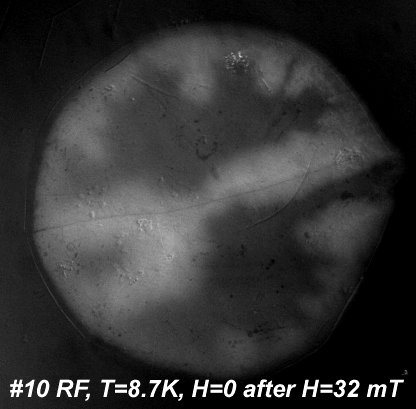 #10 RF, T=8.7K, H=0 after H=32 mT